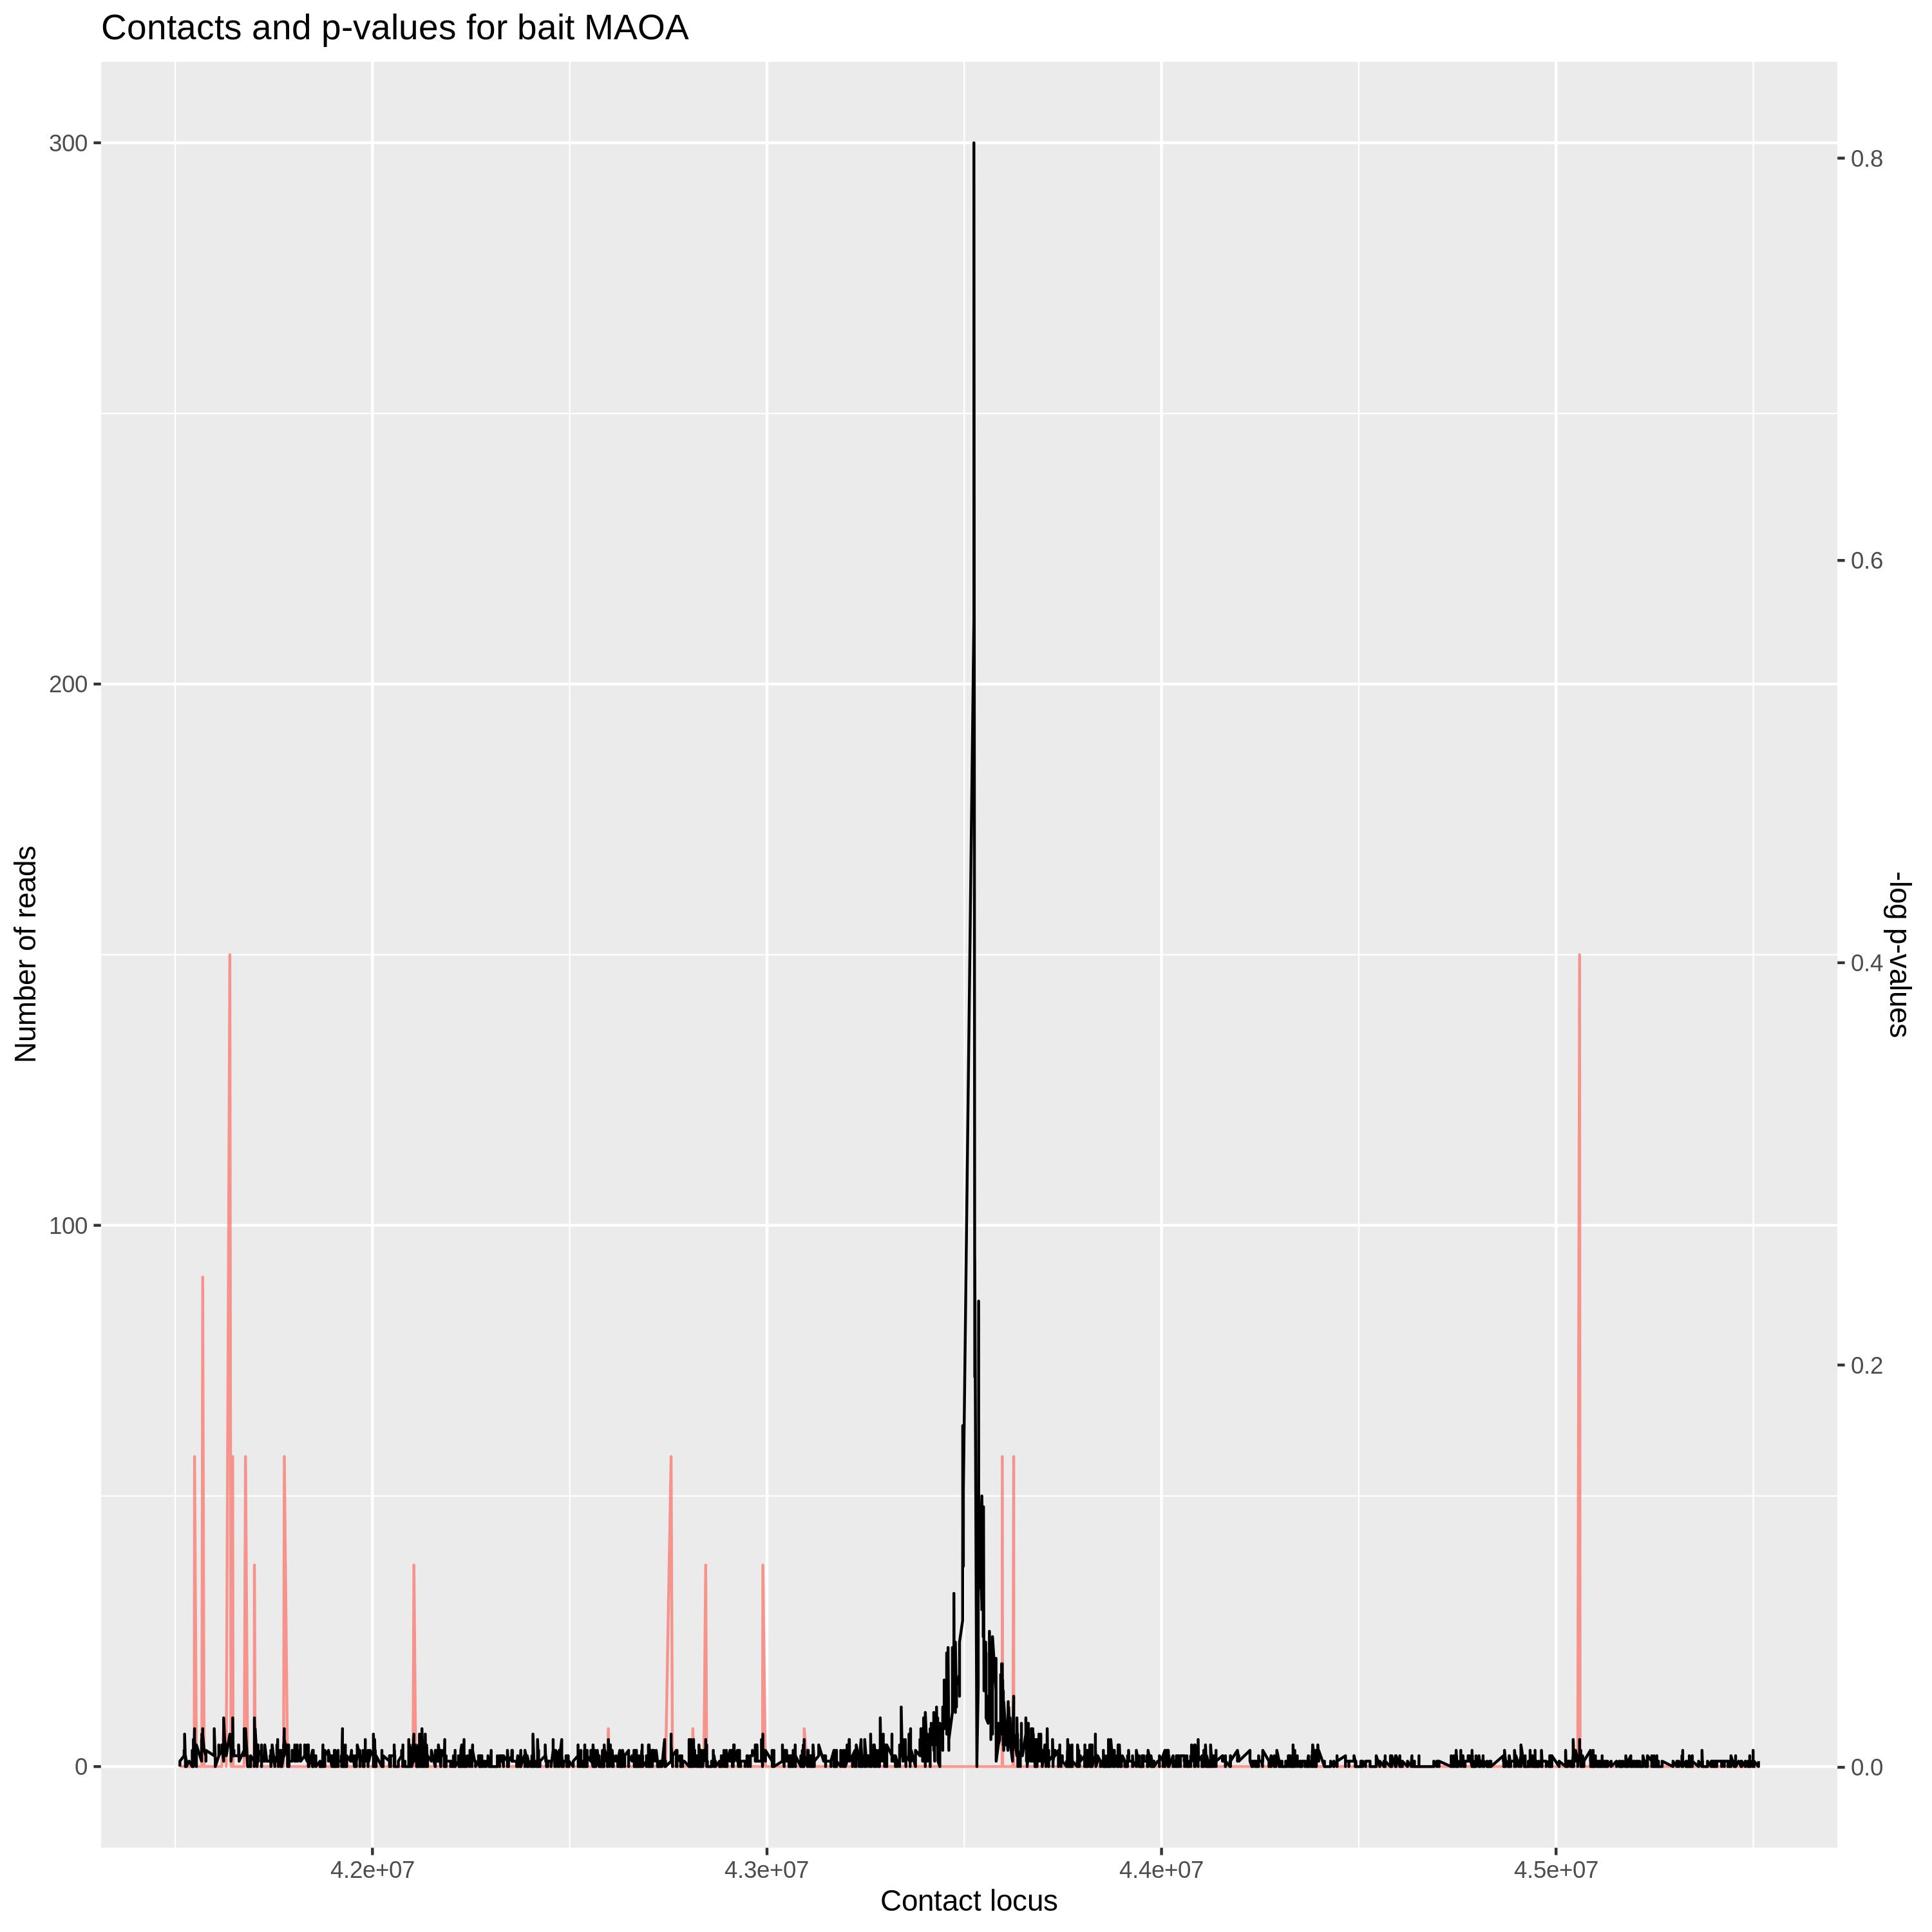 Contacts and p-values for bait MAOA
300
200
100
0
Number of reads
0.8
0.6
0.4
0.2
0.0
-log p-values
4.2e+07
4.3e+07
4.4e+07
4.5e+07
Contact locus